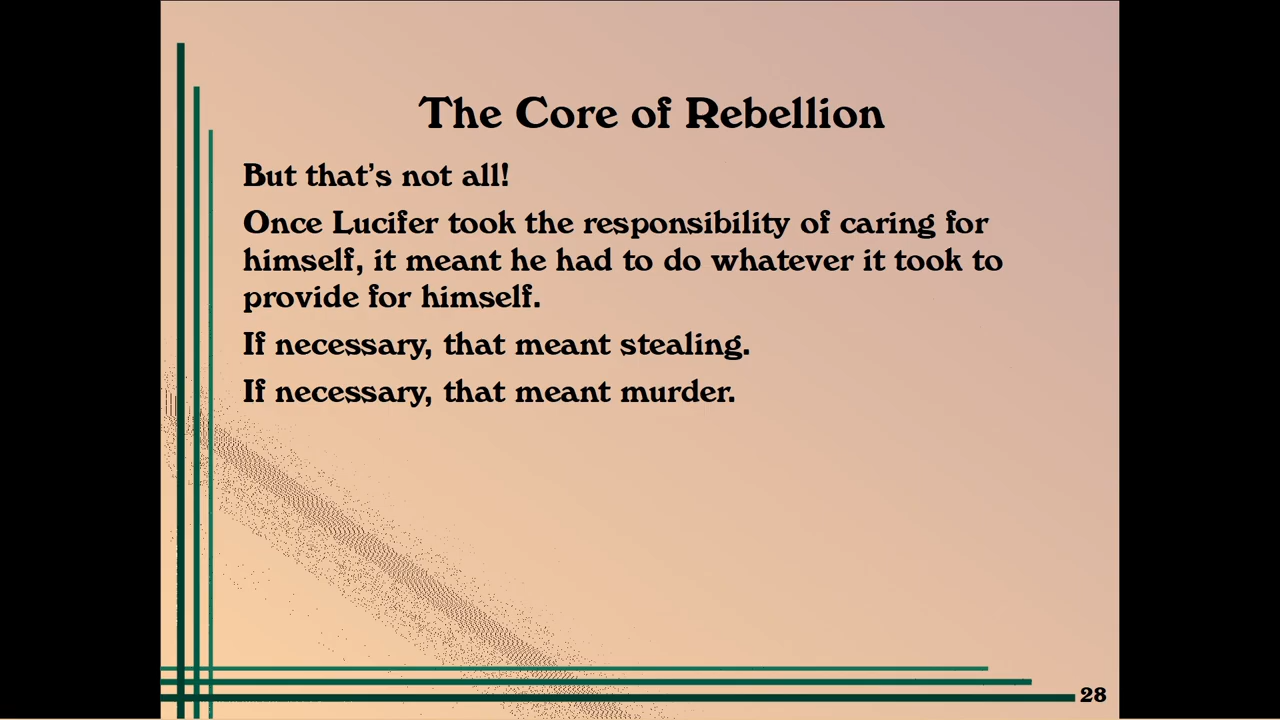 The Core of Rebellion
But that's not all!
Once Lucifer took the responsibility of caring for
himself, it meant he had to do whatever it took to
provide for himself.
If necessary, that meant stealing.
If necessary, that meant murder.
28